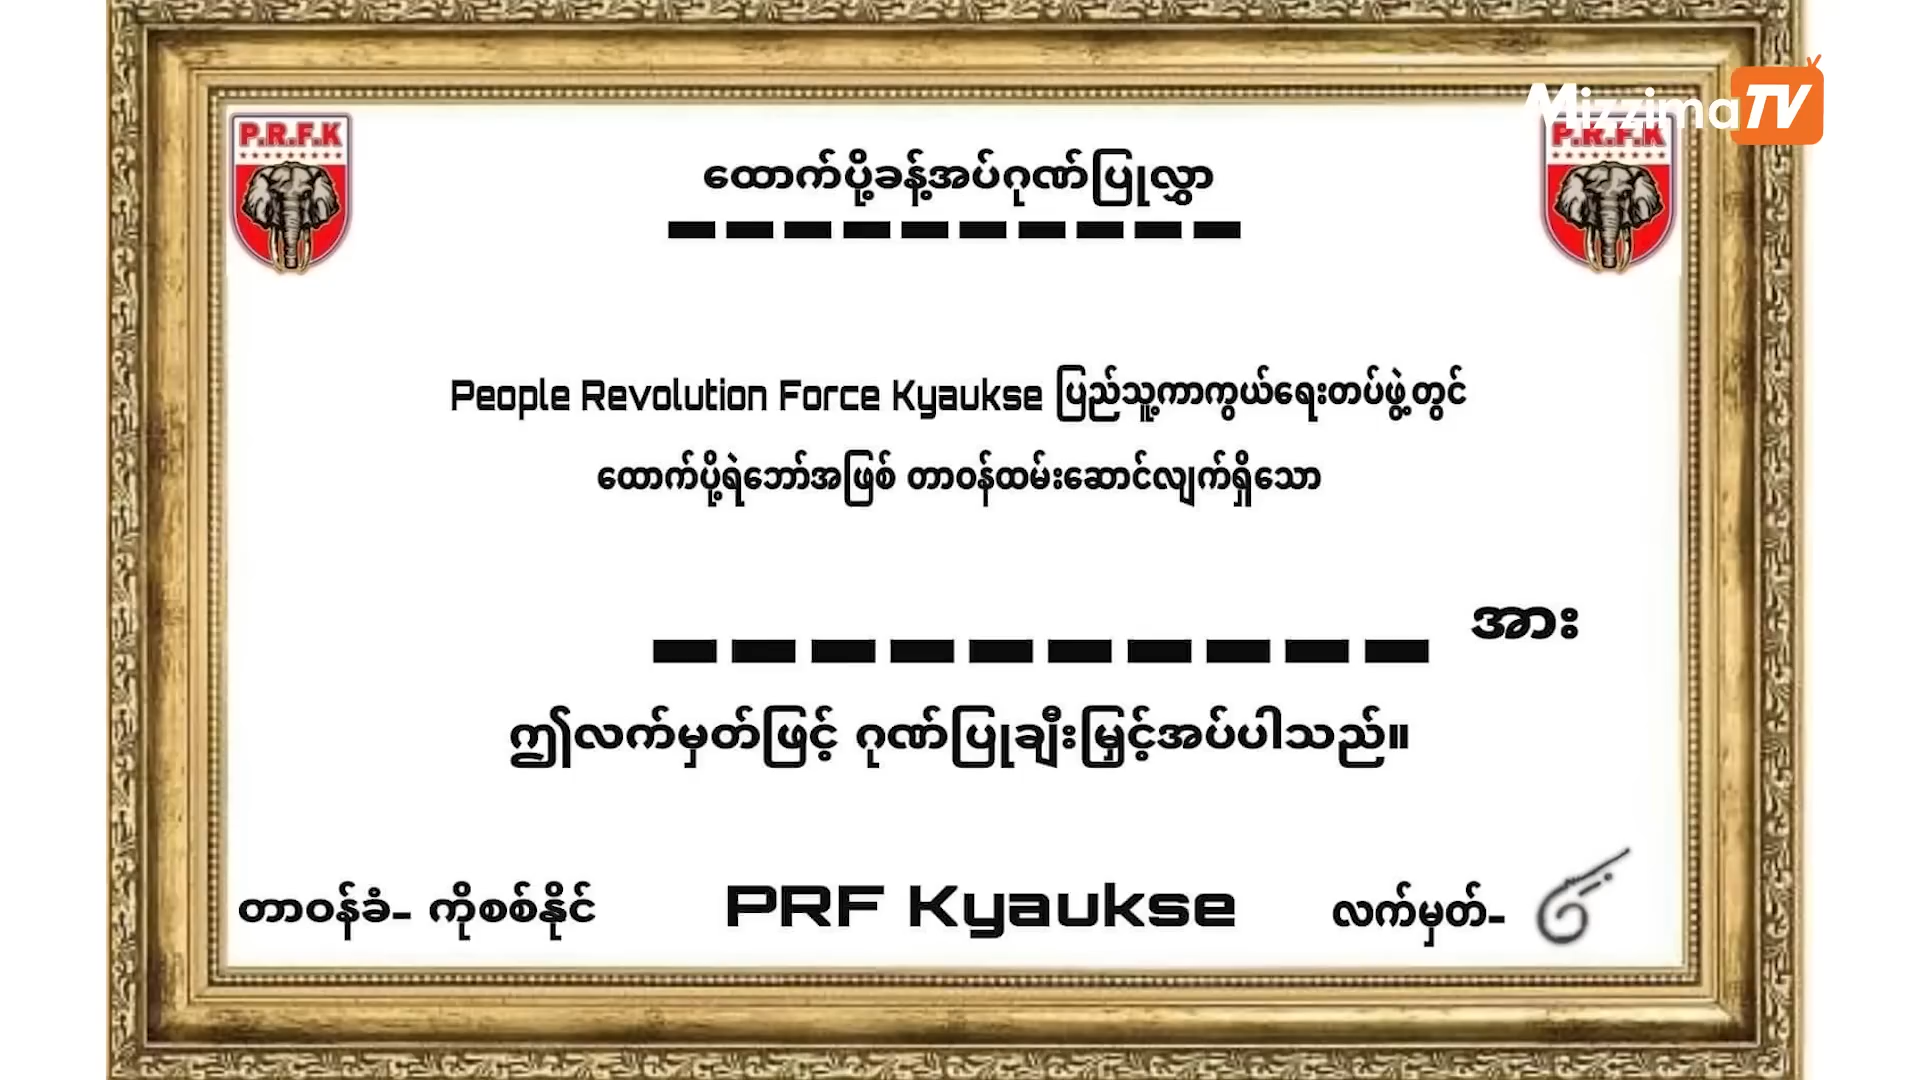 MizzimaTV
P.R.F.K
P.R.F.K
ထောက်ပို့ခန့်အပ်ဂုဏ်ပြုလွှာ
People Revolution Force Kyaukse ပြည်သူ့ကာကွယ်ရေးတပ်ဖွဲ့တွင်
ထောက်ပို့ရဲဘော်အဖြစ် တာဝန်ထမ်းဆောင်လျက်ရှိသော
အား
ဤလက်မှတ်ဖြင့် ဂုဏ်ပြုချီးမြှင့်အပ်ပါသည်။
တာဝန်ခံ- ကိုစစ်နိုင်
PRF Kyaukse
လက်မှတ်-